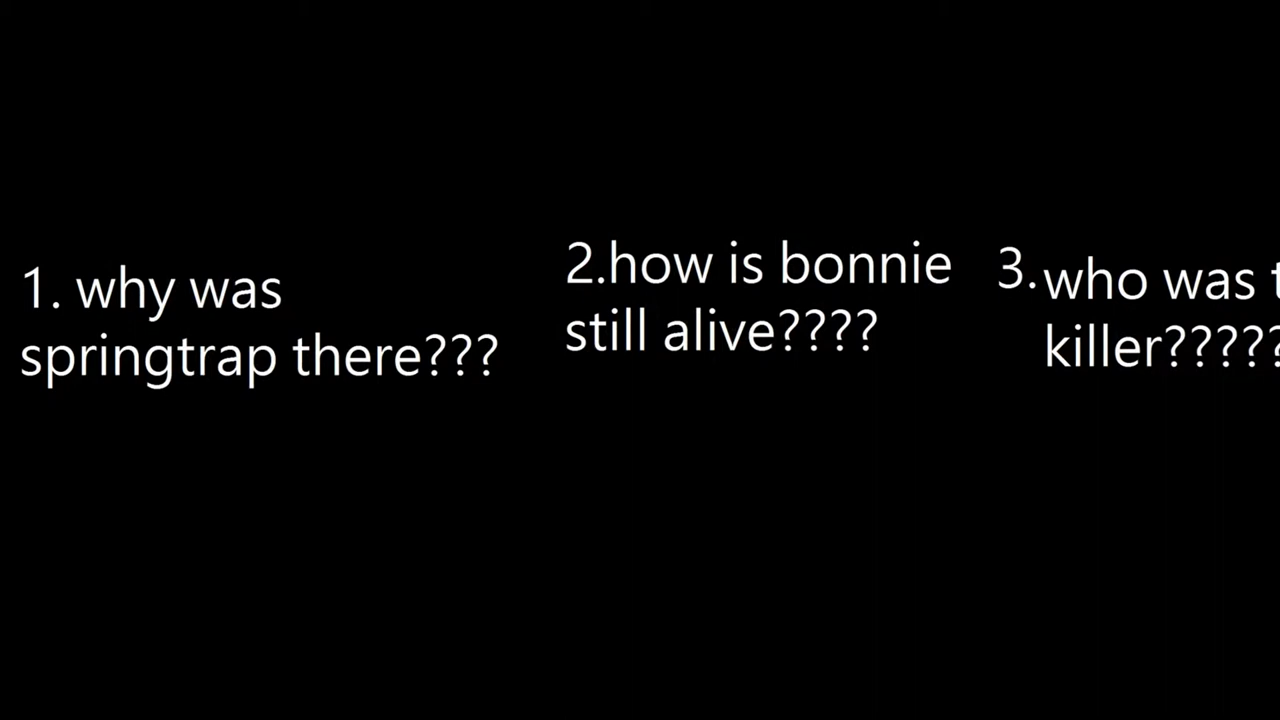 1. why was
springtrap there???
2.how is bonnie
still alive????
3.
who was
killer?????